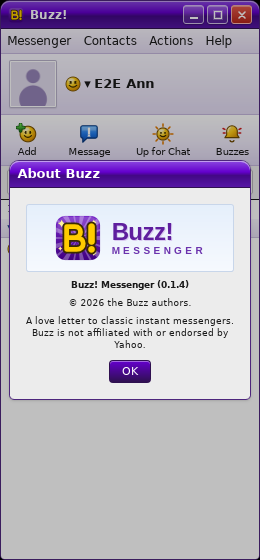 B! Buzz!
Messenger Contacts Actions Help
E2E Ann
Add Message Up for Chat Buzzes
About Buzz
B! Buzz!
MESSENGER
Buzz! Messenger (0.1.4)
© 2026 the Buzz authors.
A love letter to classic instant messengers.
Buzz is not affiliated with or endorsed by
Yahoo.
OK